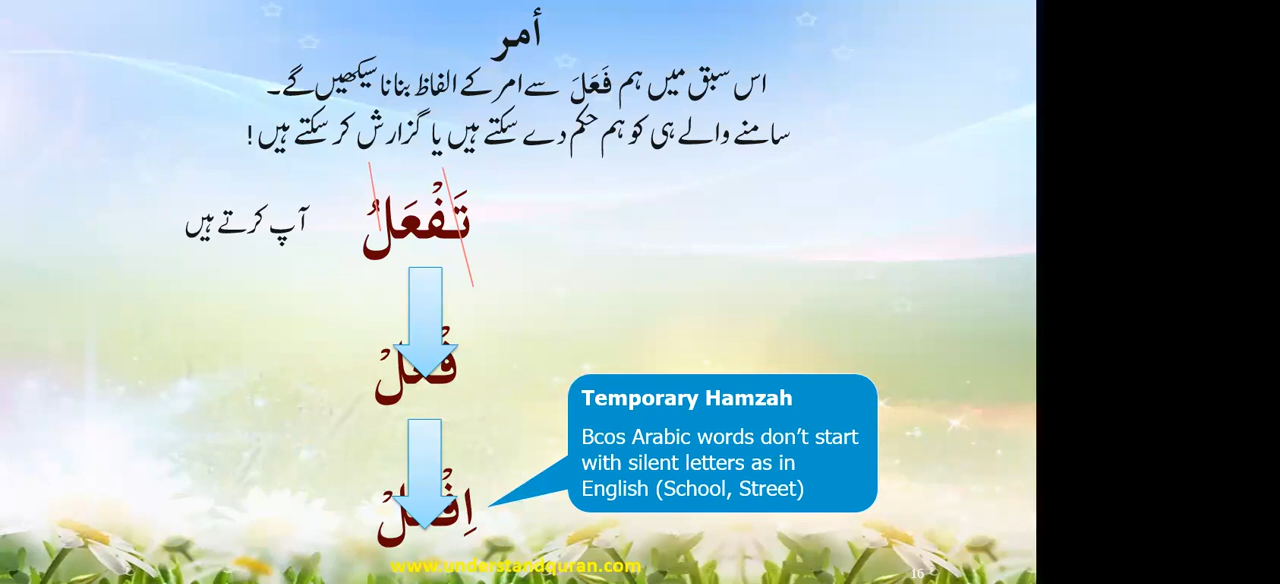 أمر
اس سبق میں ہم فَعَلَ سے امر کے الفاظ بنانا سیکھیں گے۔
سامنے والے ہی کو ہم حکم دے سکتے ہیں یا گزارش کر سکتے ہیں!
تَفْعَلُ آپ کرتے ہیں
فْعَلْ
Temporary Hamzah
Bcos Arabic words don’t start
with silent letters as in
English (School, Street)
اِفْعَلْ
www.understandquran.com
16